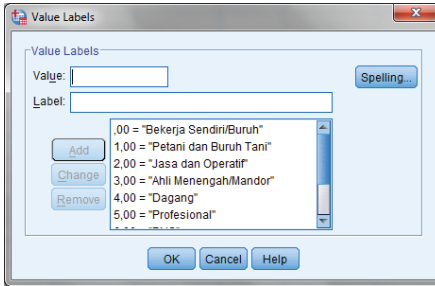 Value Labels
Value Labels
Value:
Spelling...
Label:
,00 = "Bekerja Sendiri/Buruh"
1,00 = "Petani dan Buruh Tani"
2,00 = "Jasa dan Operatif"
3,00 = "Ahli Menengah/Mandor"
4,00 = "Dagang"
5,00 = "Profesional"
Add
Change
Remove
OK Cancel Help